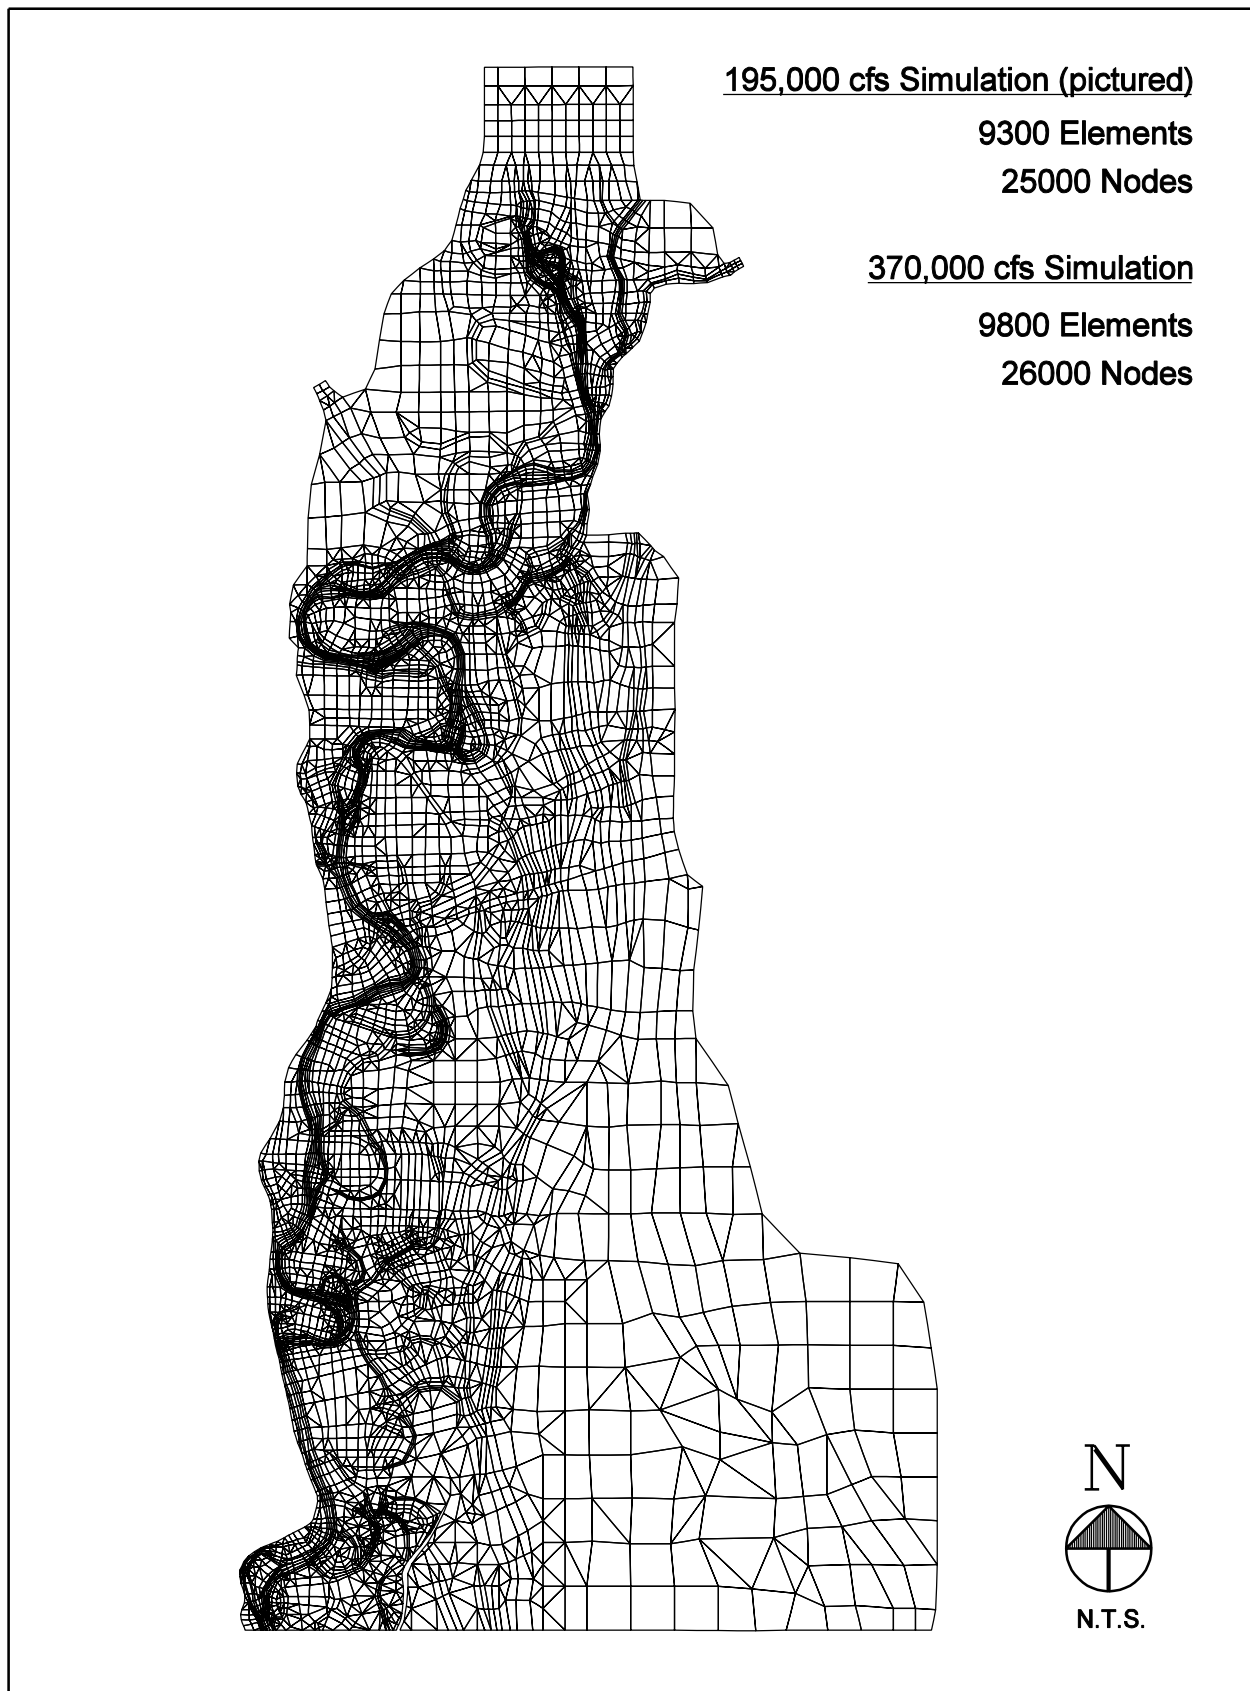 195,000 cfs Simulation (pictured)
9300 Elements
25000 Nodes
370,000 cfs Simulation
9800 Elements
26000 Nodes
N
N.T.S.